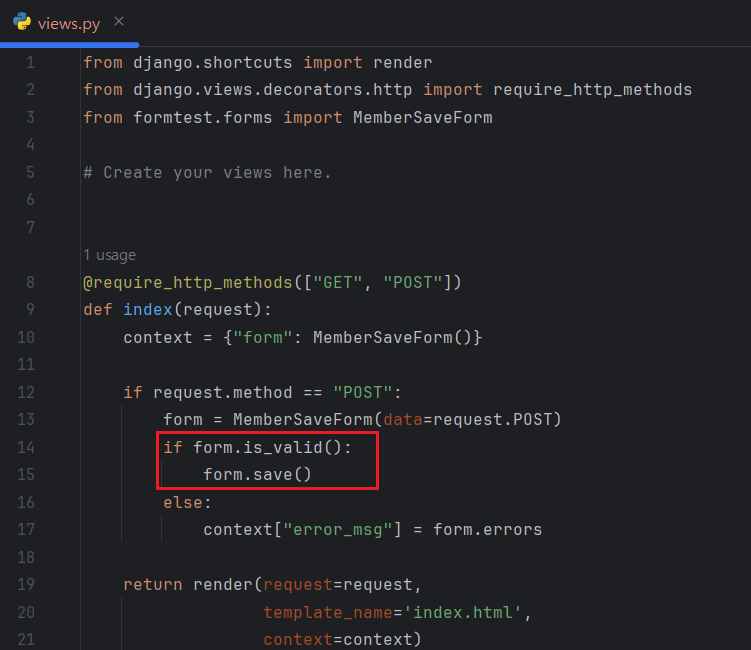 views.py ×
1 from django.shortcuts import render
2 from django.views.decorators.http import require_http_methods
3 from formtest.forms import MemberSaveForm
4
5 # Create your views here.
6
7
1 usage
8 @require_http_methods(["GET", "POST"])
9 def index(request):
10     context = {"form": MemberSaveForm()}
11
12     if request.method == "POST":
13         form = MemberSaveForm(data=request.POST)
14         if form.is_valid():
15             form.save()
16         else:
17             context["error_msg"] = form.errors
18
19     return render(request=request,
20                   template_name='index.html',
21                   context=context)